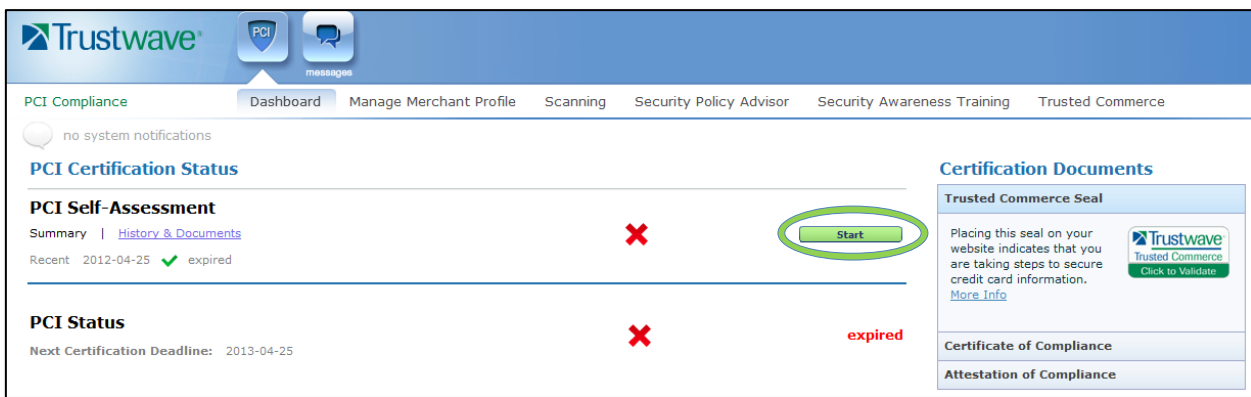 Trustwave®
PCI
messages
PCI Compliance Dashboard Manage Merchant Profile Scanning Security Policy Advisor Security Awareness Training Trusted Commerce
no system notifications
PCI Certification Status
PCI Self-Assessment
Summary | History & Documents
Start
Recent 2012-04-25 expired
PCI Status
expired
Next Certification Deadline: 2013-04-25
Certification Documents
Trusted Commerce Seal
Placing this seal on your
website indicates that you
are taking steps to secure
credit card information.
More Info
Trustwave
Trusted Commerce
Click to Validate
Certificate of Compliance
Attestation of Compliance